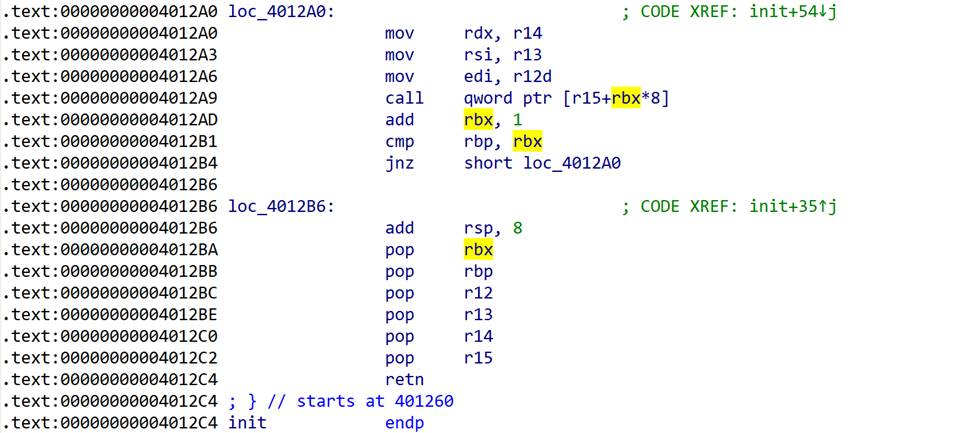 .text:00000000004012A0 loc_4012A0: ; CODE XREF: init+54↓j
.text:00000000004012A0 mov rdx, r14
.text:00000000004012A3 mov rsi, r13
.text:00000000004012A6 mov edi, r12d
.text:00000000004012A9 call qword ptr [r15+rbx*8]
.text:00000000004012AD add rbx, 1
.text:00000000004012B1 cmp rbp, rbx
.text:00000000004012B4 jnz short loc_4012A0
.text:00000000004012B6
.text:00000000004012B6 loc_4012B6: ; CODE XREF: init+35↑j
.text:00000000004012B6 add rsp, 8
.text:00000000004012BA pop rbx
.text:00000000004012BB pop rbp
.text:00000000004012BC pop r12
.text:00000000004012BE pop r13
.text:00000000004012C0 pop r14
.text:00000000004012C2 pop r15
.text:00000000004012C4 retn
.text:00000000004012C4 ; } // starts at 401260
.text:00000000004012C4 init endp